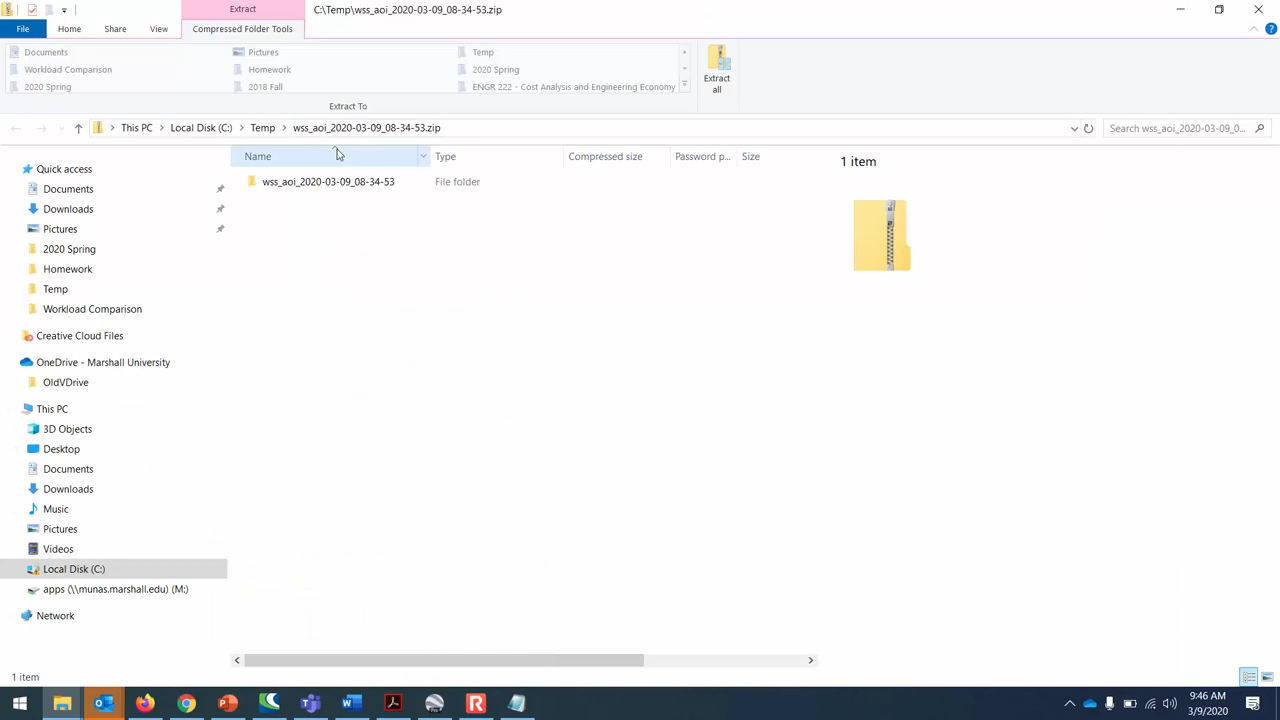 Extract
C:\Temp\wss_aoi_2020-03-09_08-34-53.zip
File Home Share View Compressed Folder Tools
Documents Pictures Temp
Workload Comparison Homework 2020 Spring
2020 Spring 2018 Fall ENGR 222 - Cost Analysis and Engineering Economy
Extract all
Extract To
This PC Local Disk (C:) Temp wss_aoi_2020-03-09_08-34-53.zip Search wss_aoi_2020-03-09_0...
Name Type Compressed size Password p... Size
wss_aoi_2020-03-09_08-34-53 File folder
1 item
Quick access
Documents
Downloads
Pictures
2020 Spring
Homework
Temp
Workload Comparison
Creative Cloud Files
OneDrive - Marshall University
OldVDrive
This PC
3D Objects
Desktop
Documents
Downloads
Music
Pictures
Videos
Local Disk (C:)
apps (\\munas.marshall.edu) (M:)
Network
1 item
9:46 AM
3/9/2020